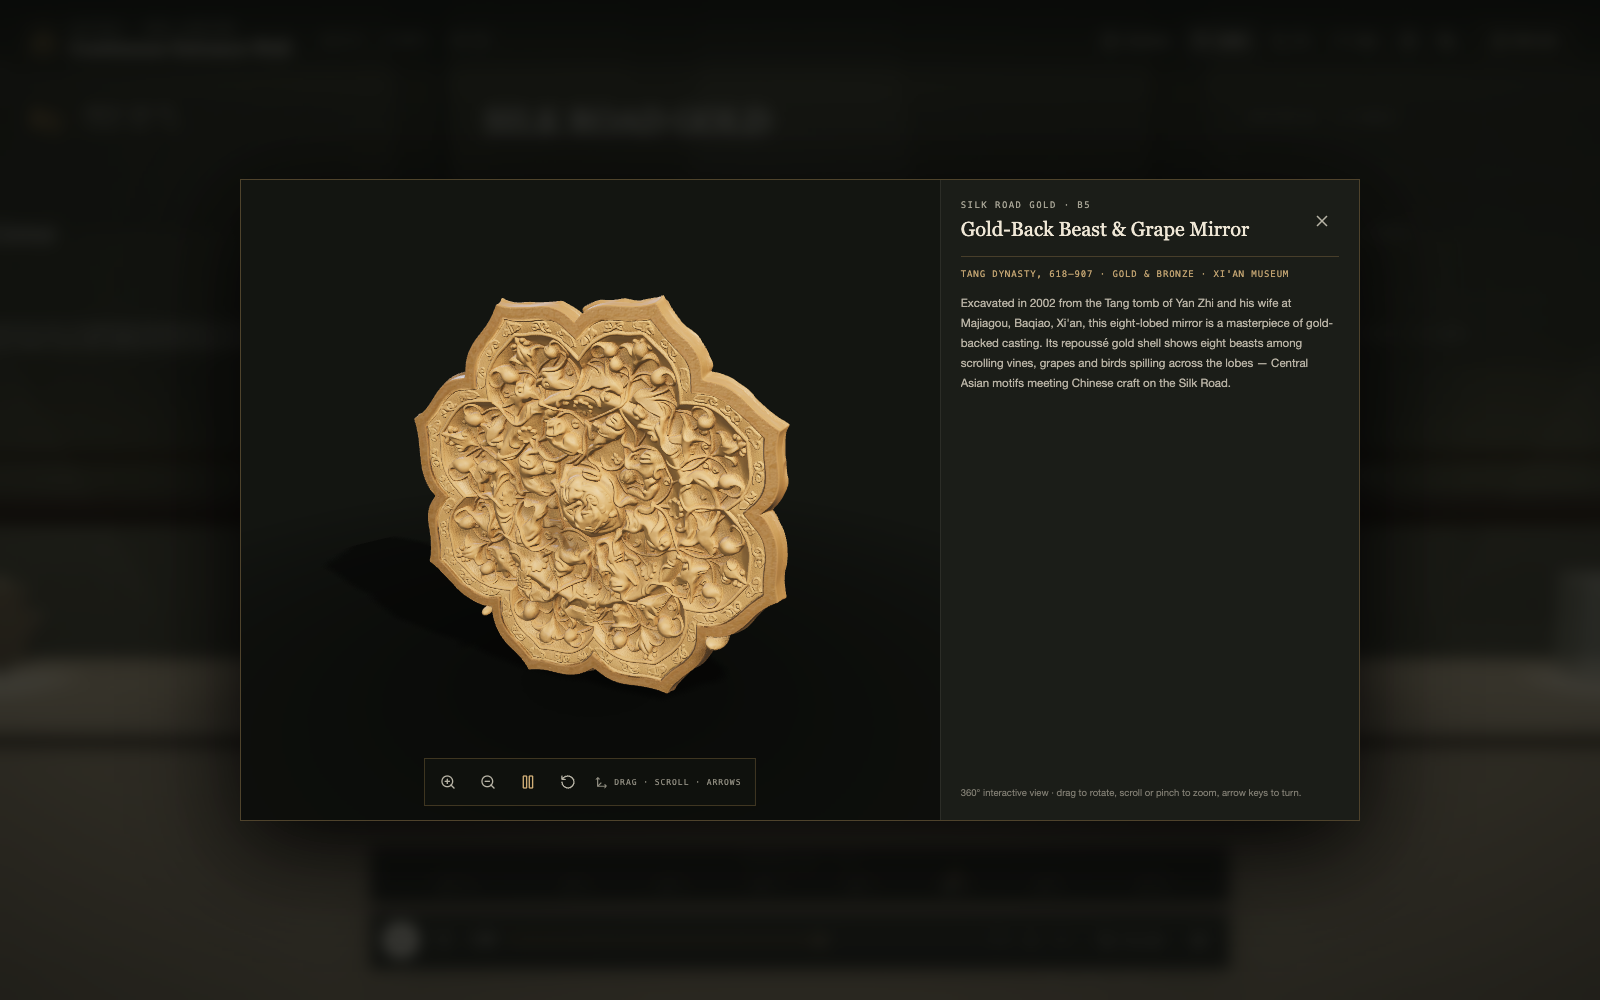 SILK ROAD GOLD
SILK ROAD GOLD · B5
Gold-Back Beast & Grape Mirror
TANG DYNASTY, 618–907 · GOLD & BRONZE · XI'AN MUSEUM
Excavated in 2002 from the Tang tomb of Yan Zhi and his wife at
Majiagou, Baqiao, Xi'an, this eight-lobed mirror is a masterpiece of gold-
backed casting. Its repoussé gold shell shows eight beasts among
scrolling vines, grapes and birds spilling across the lobes — Central
Asian motifs meeting Chinese craft on the Silk Road.
DRAG · SCROLL · ARROWS
360° interactive view · drag to rotate, scroll or pinch to zoom, arrow keys to turn.